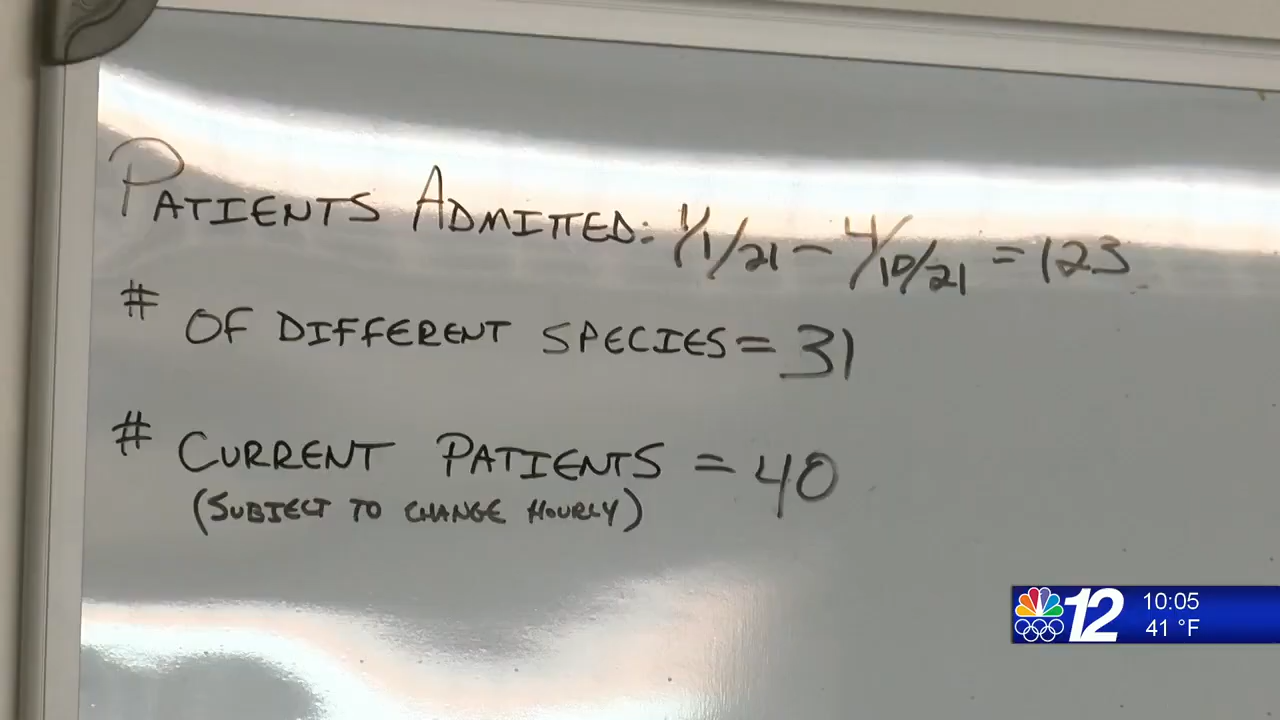 PATIENTS ADMITTED: 1/1/21 - 4/10/21 = 123
# OF DIFFERENT SPECIES = 31
# CURRENT PATIENTS = 40
(SUBJECT TO CHANGE HOURLY)
12 10:05
41 °F